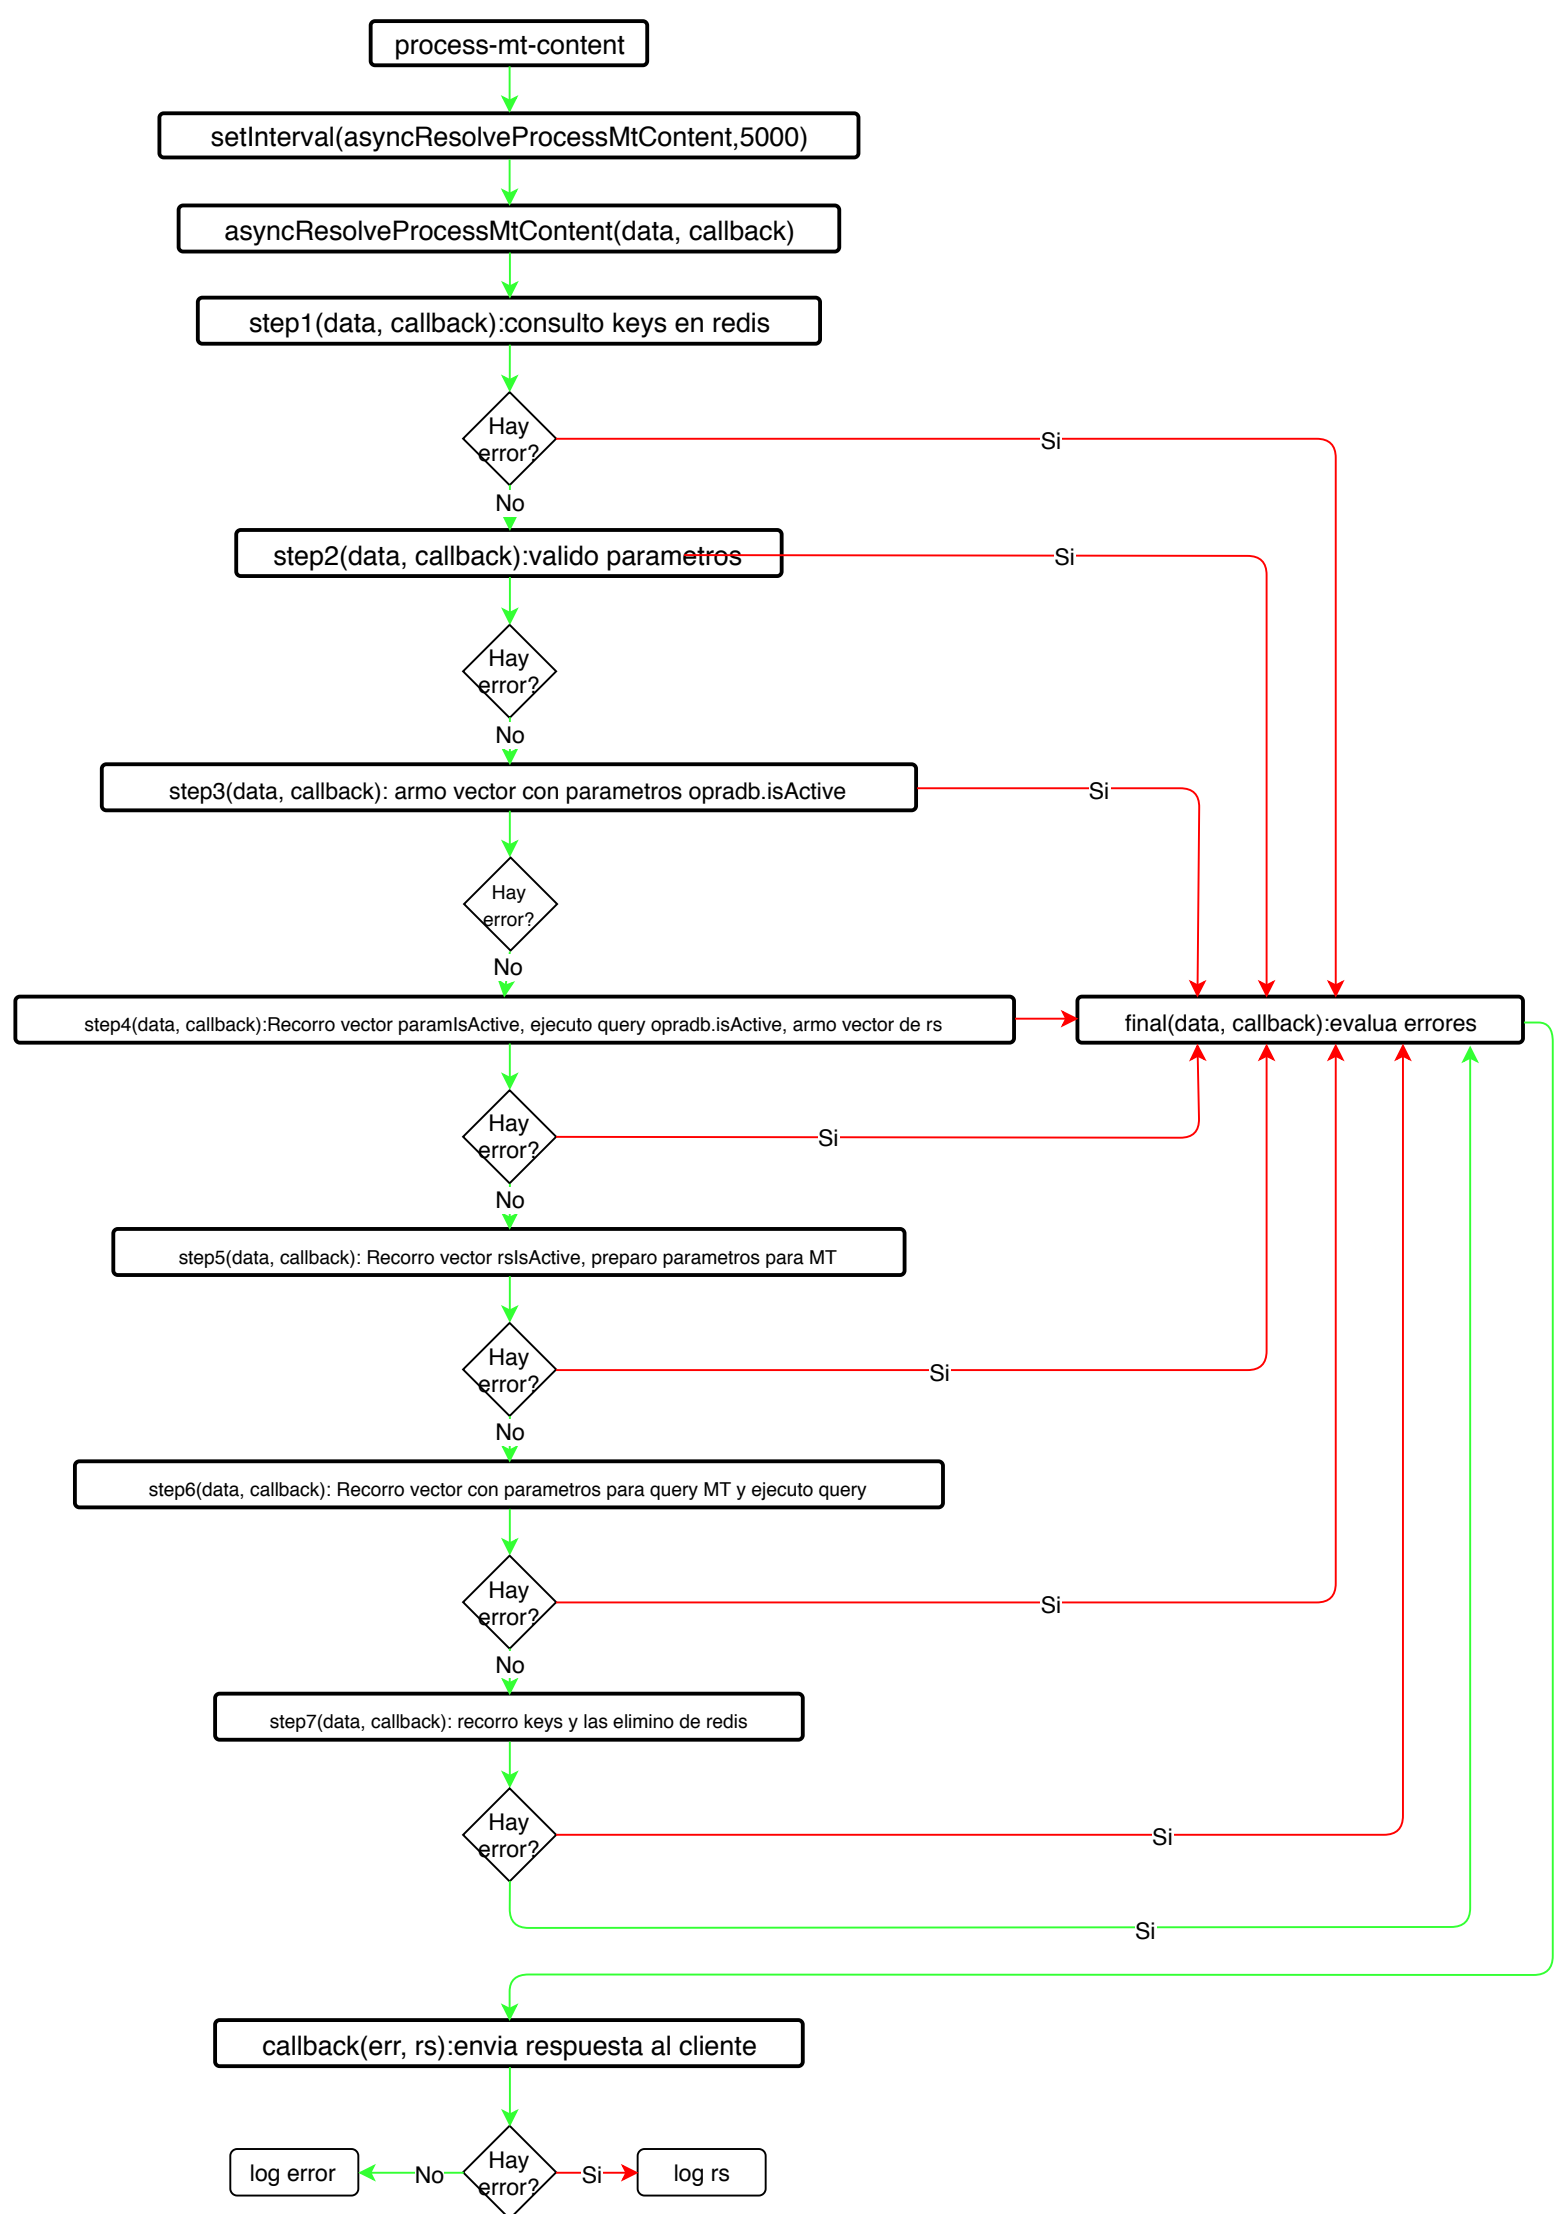 process-mt-content
setInterval(asyncResolveProcessMtContent,5000)
asyncResolveProcessMtContent(data, callback)
step1(data, callback):consulto keys en redis
Hay
error?
Si
No
step2(data, callback):valido parametros
Si
Hay
error?
No
step3(data, callback): armo vector con parametros opradb.isActive
Si
Hay
error?
No
step4(data, callback):Recorro vector paramIsActive, ejecuto query opradb.isActive, armo vector de rs
final(data, callback):evalua errores
Hay
error?
Si
No
step5(data, callback): Recorro vector rsIsActive, preparo parametros para MT
Hay
error?
Si
No
step6(data, callback): Recorro vector con parametros para query MT y ejecuto query
Hay
error?
Si
No
step7(data, callback): recorro keys y las elimino de redis
Hay
error?
Si
Si
callback(err, rs):envia respuesta al cliente
Hay
error?
log error
No
Si
log rs